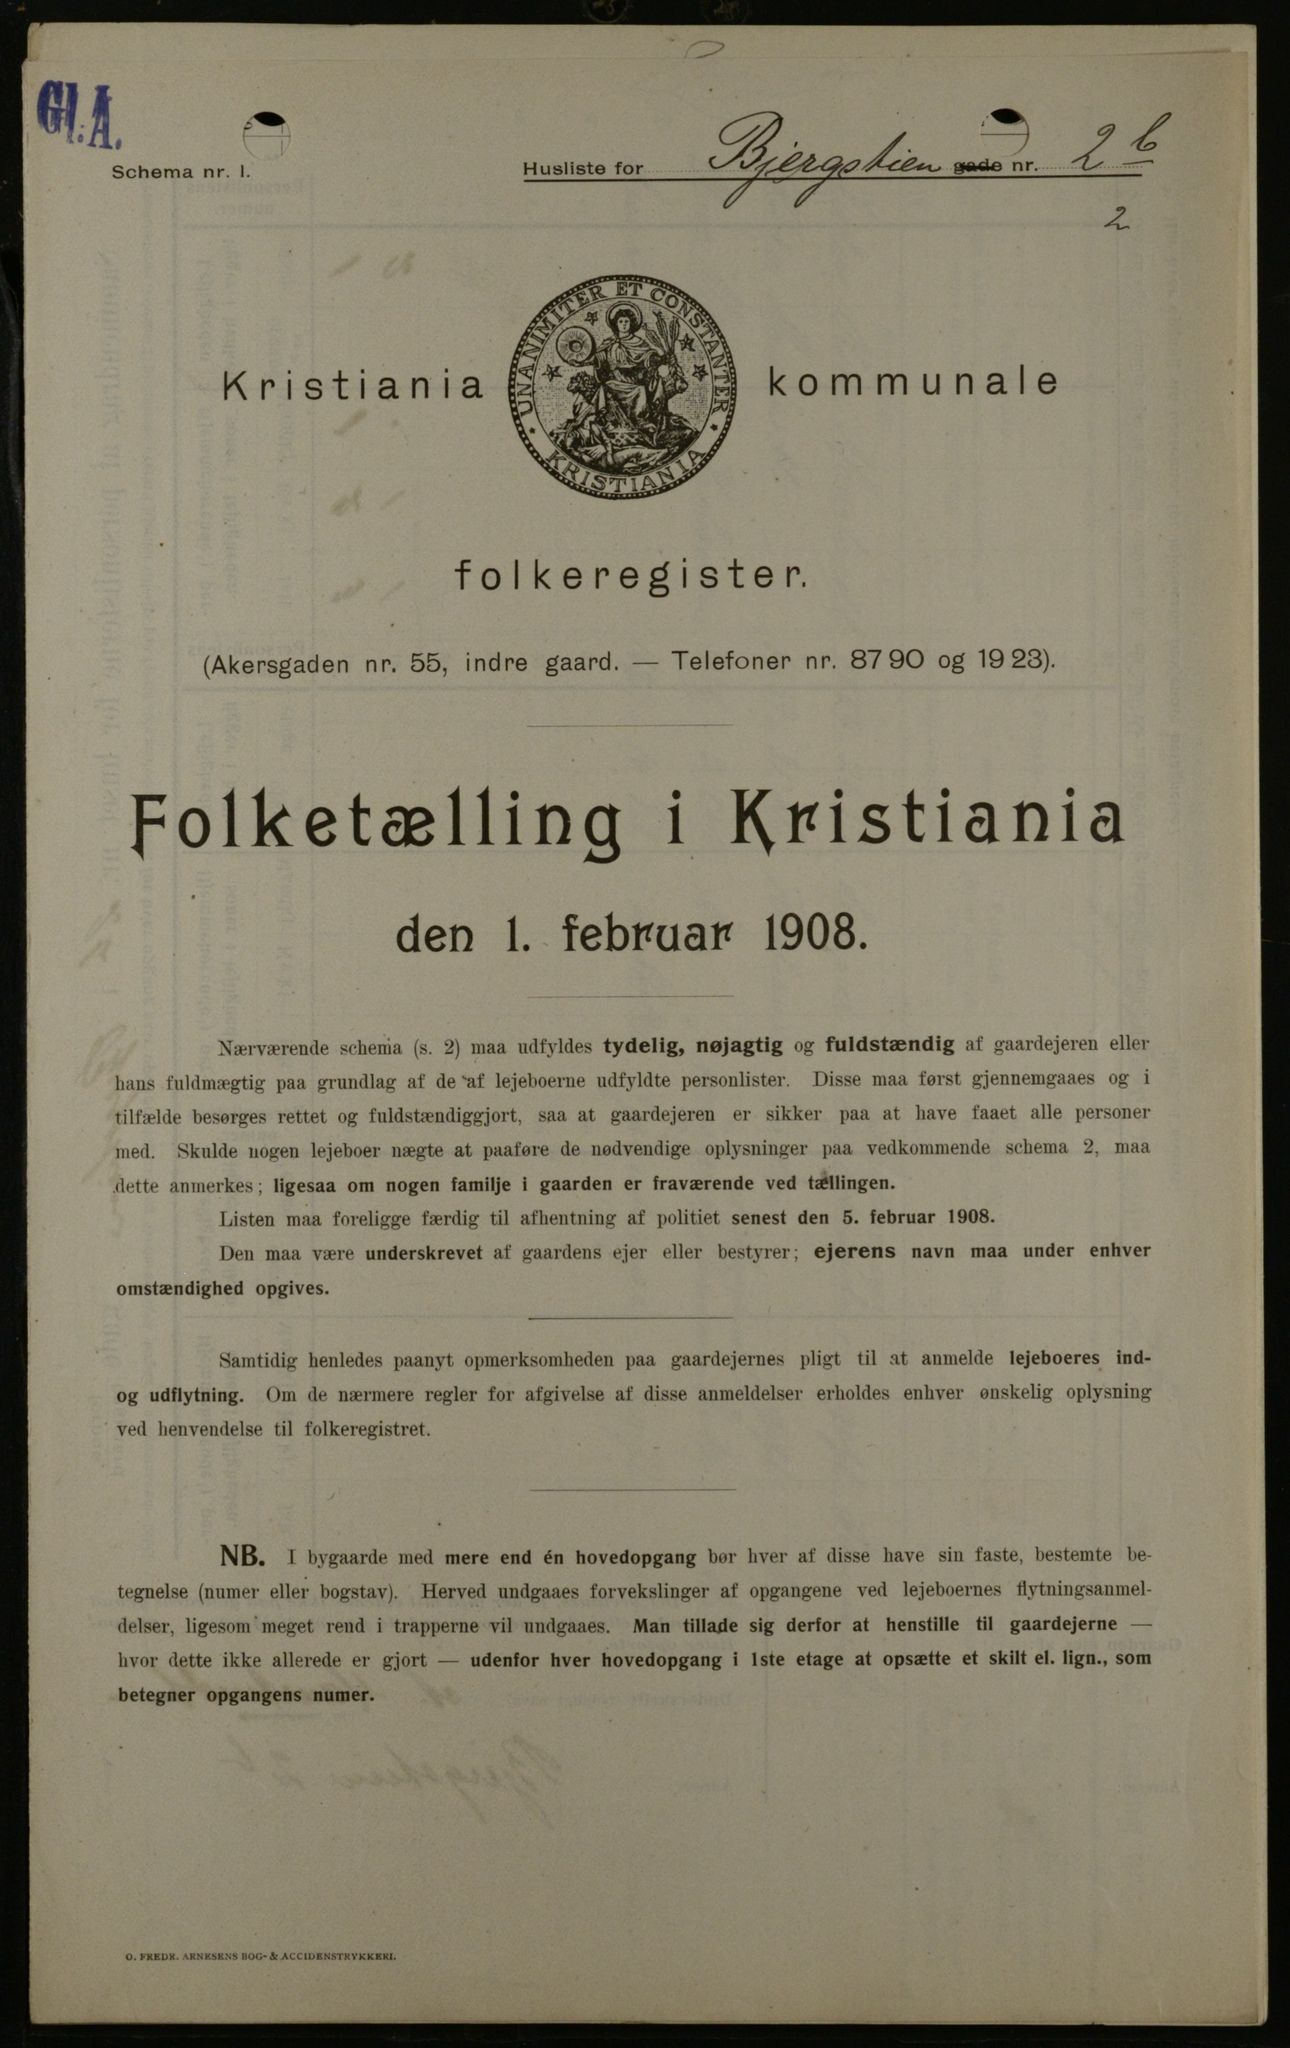 Gl. A.
Schema nr. 1.
Husliste for Bjergstien gade nr. 2 b
2
UNANIMITER ET CONSTANTER
KRISTIANIA
Kristiania kommunale
folkeregister.
(Akersgaden nr. 55, indre gaard. — Telefoner nr. 8790 og 1923).
Folketælling i Kristiania
den 1. februar 1908.
Nærværende schema (s. 2) maa udfyldes tydelig, nøjagtig og fuldstændig af gaardejeren eller
hans fuldmægtig paa grundlag af de af lejeboerne udfyldte personlister. Disse maa først gjennemgaaes og i
tilfælde besørges rettet og fuldstændiggjort, saa at gaardejeren er sikker paa at have faaet alle personer
med. Skulde nogen lejeboer nægte at paaføre de nødvendige oplysninger paa vedkommende schema 2, maa
dette anmerkes; ligesaa om nogen familje i gaarden er fraværende ved tællingen.
Listen maa foreligge færdig til afhentning af politiet senest den 5. februar 1908.
Den maa være underskrevet af gaardens ejer eller bestyrer; ejerens navn maa under enhver
omstændighed opgives.
Samtidig henledes paanyt opmerksomheden paa gaardejernes pligt til at anmelde lejeboeres ind-
og udflytning. Om de nærmere regler for afgivelse af disse anmeldelser erholdes enhver ønskelig oplysning
ved henvendelse til folkeregistret.
NB. I bygaarde med mere end én hovedopgang bør hver af disse have sin faste, bestemte be-
tegnelse (numer eller bogstav). Herved undgaaes forvekslinger af opgangene ved lejeboernes flytningsanmel-
delser, ligesom meget rend i trapperne vil undgaaes. Man tillade sig derfor at henstille til gaardejerne —
hvor dette ikke allerede er gjort — udenfor hver hovedopgang i 1ste etage at opsætte et skilt el. lign., som
betegner opgangens numer.
O. FREDR. ARNESENS BOG- & ACCIDENSTRYKKERI.